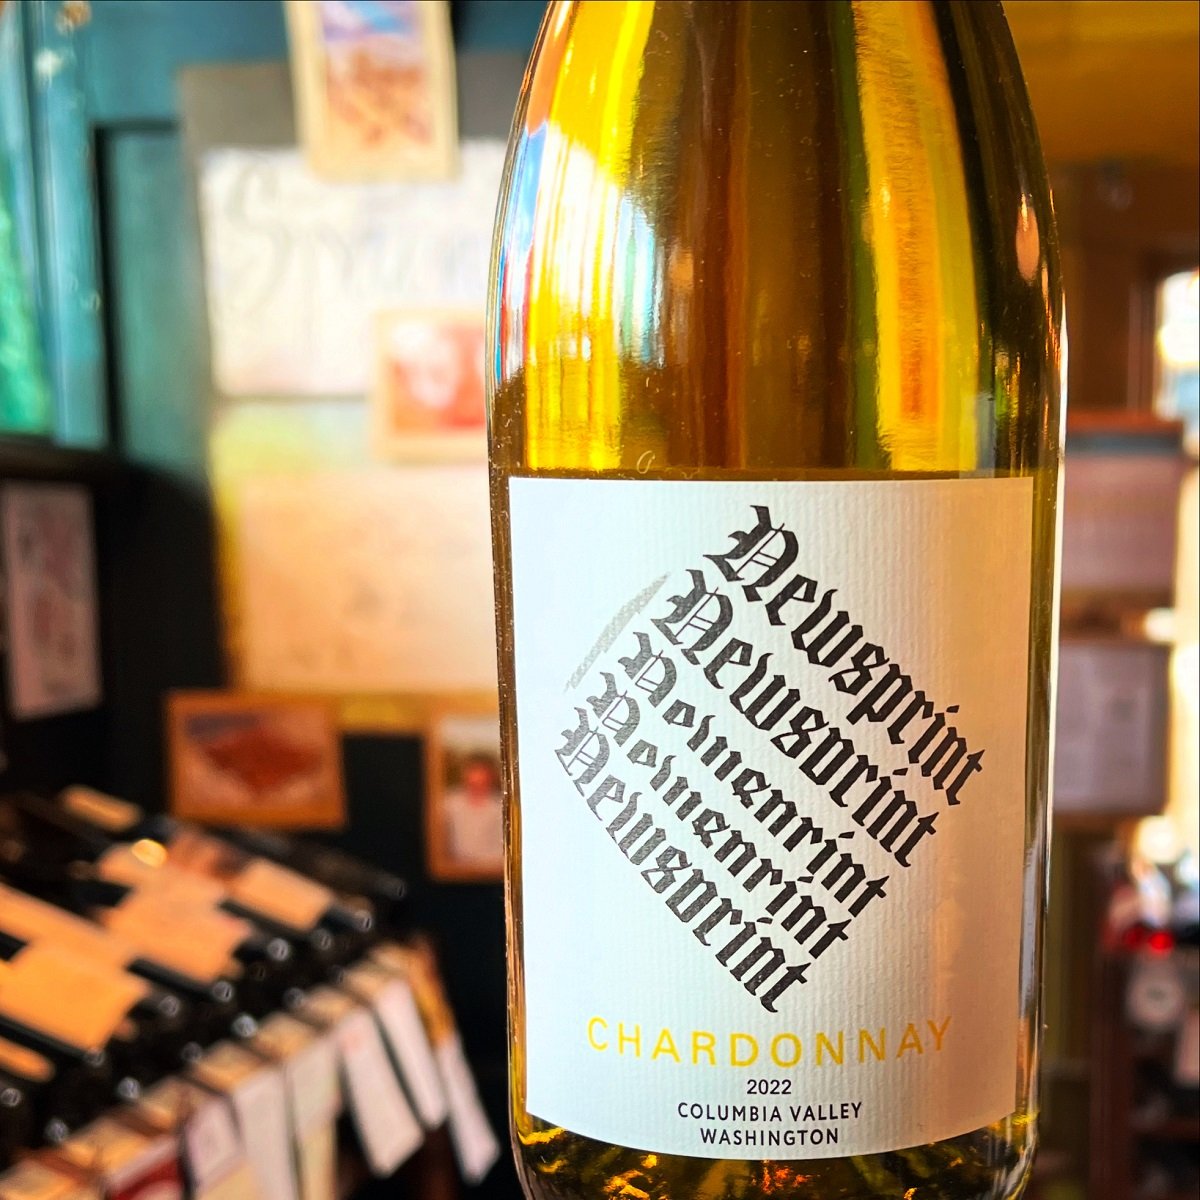 Newsprint
Newsprint
Newsprint
Newsprint
Newsprint
CHARDONNAY
2022
COLUMBIA VALLEY
WASHINGTON